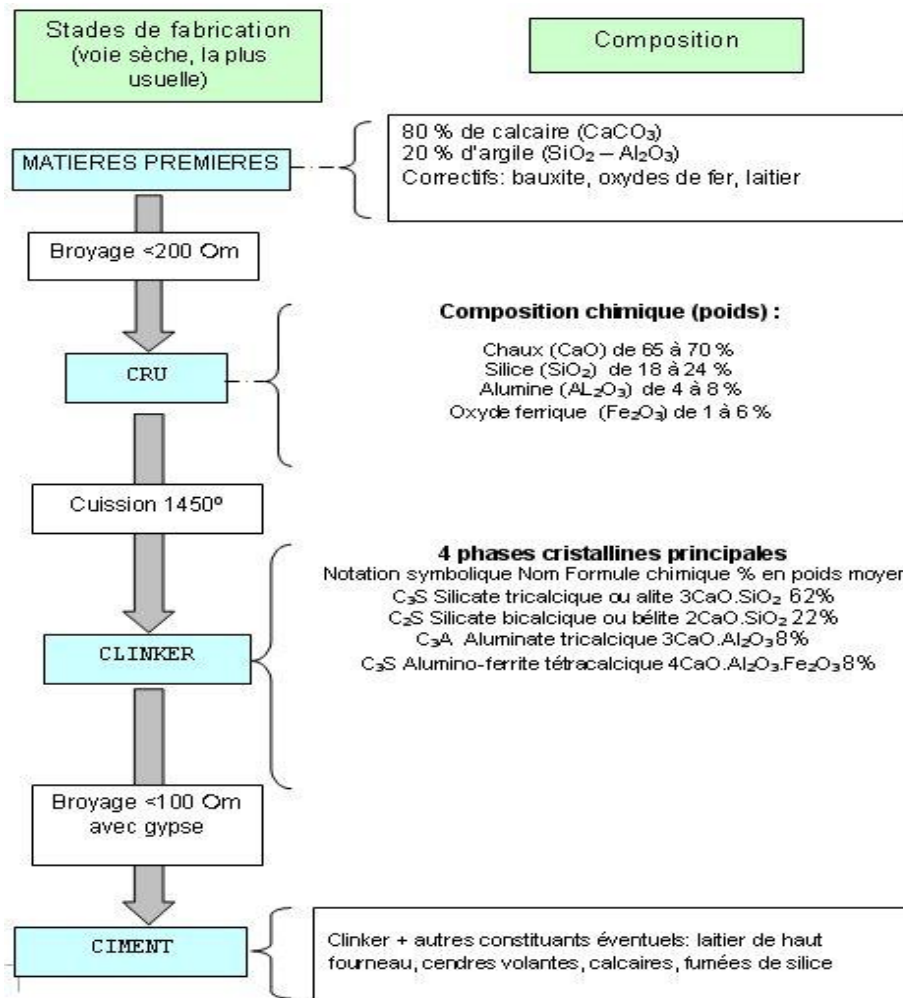 Stades de fabrication
(voie sèche, la plus
usuelle)
Composition
MATIERES PREMIERES
80 % de calcaire (CaCO₃)
20 % d'argile (SiO₂ – Al₂O₃)
Correctifs: bauxite, oxydes de fer, laitier
Broyage <200 Om
CRU
Composition chimique (poids) :
Chaux (CaO) de 65 à 70 %
Silice (SiO₂) de 18 à 24 %
Alumine (AL₂O₃) de 4 à 8 %
Oxyde ferrique (Fe₂O₃) de 1 à 6 %
Cuission 1450º
CLINKER
4 phases cristallines principales
Notation symbolique Nom Formule chimique % en poids moyen
C₃S Silicate tricalcique ou alite 3CaO.SiO₂ 62%
C₂S Silicate bicalcique ou bélite 2CaO.SiO₂ 22%
C₃A Aluminate tricalcique 3CaO.Al₂O₃ 8%
C₃S Alumino-ferrite tétracalcique 4CaO.Al₂O₃.Fe₂O₃ 8%
Broyage <100 Om
avec gypse
CIMENT
Clinker + autres constituants éventuels: laitier de haut
fourneau, cendres volantes, calcaires, fumées de silice